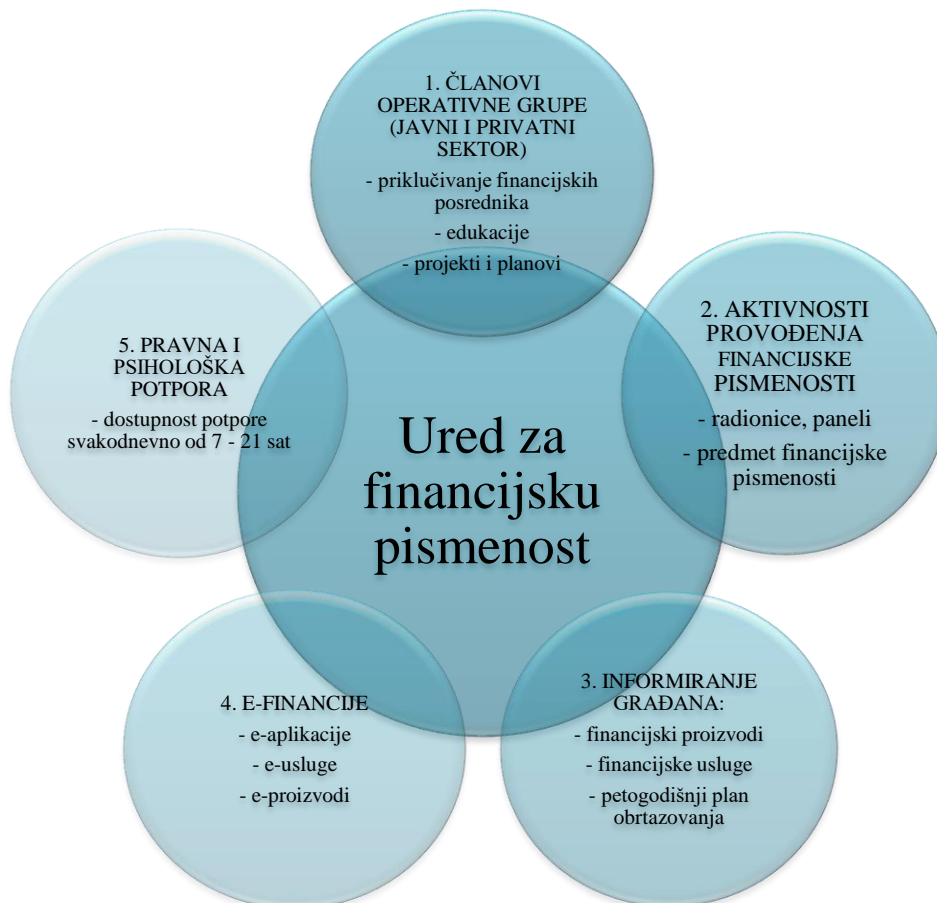 1. ČLANOVI
OPERATIVNE GRUPE
(JAVNI I PRIVATNI
SEKTOR)
- priključivanje financijskih
posrednika
- edukacije
- projekti i planovi
2. AKTIVNOSTI
PROVOĐENJA
FINANCIJSKE
PISMENOSTI
- radionice, paneli
- predmet financijske
pismenosti
3. INFORMIRANJE
GRAĐANA:
- financijski proizvodi
- financijske usluge
- petogodišnji plan
obrtazovanja
4. E-FINANCIJE
- e-aplikacije
- e-usluge
- e-proizvodi
5. PRAVNA I
PSIHOLOŠKA
POTPORA
- dostupnost potpore
svakodnevno od 7 - 21 sat
Ured za
financijsku
pismenost